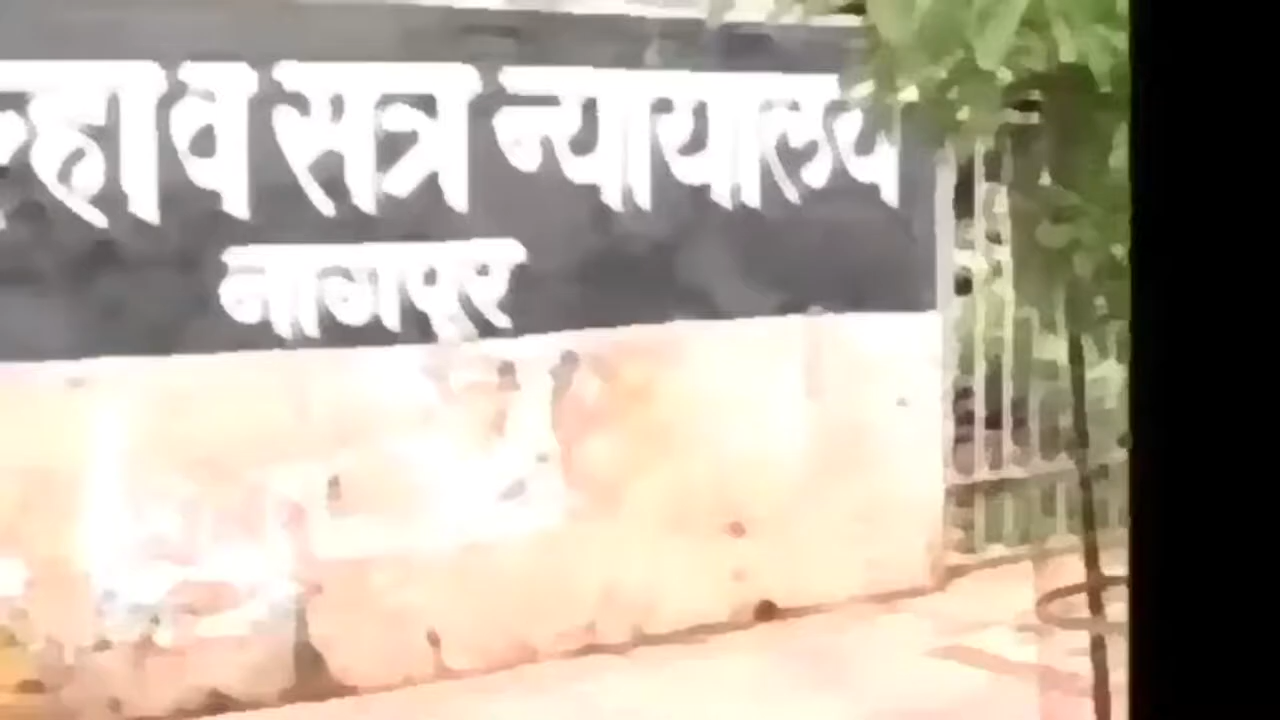 ल्हा व सत्र न्यायालय
नागपूर